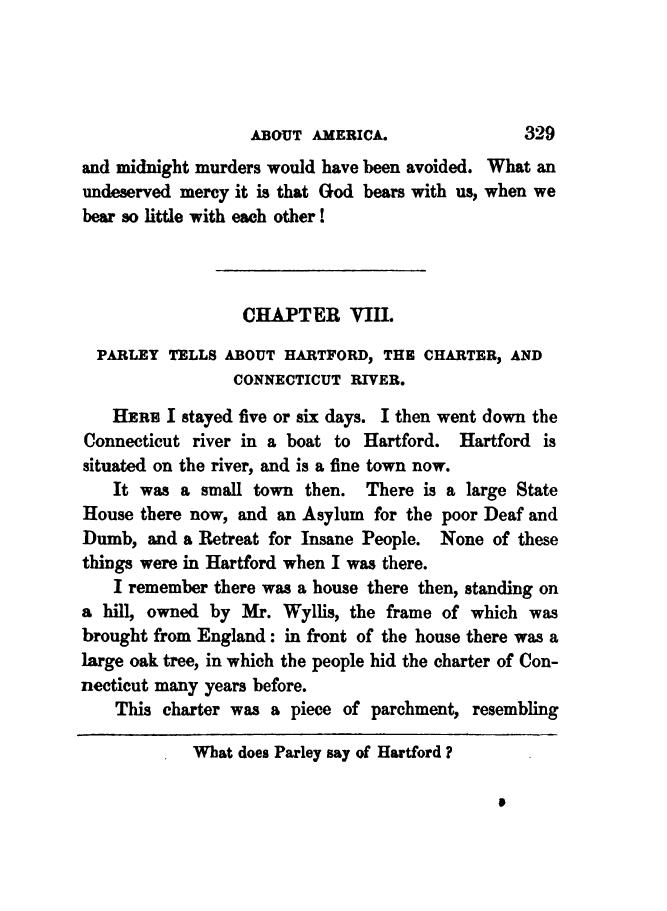 ABOUT AMERICA. 329
and midnight murders would have been avoided. What an
undeserved mercy it is that God bears with us, when we
bear so little with each other!
CHAPTER VIII.
PARLEY TELLS ABOUT HARTFORD, THE CHARTER, AND
CONNECTICUT RIVER.
HERE I stayed five or six days. I then went down the
Connecticut river in a boat to Hartford. Hartford is
situated on the river, and is a fine town now.
It was a small town then. There is a large State
House there now, and an Asylum for the poor Deaf and
Dumb, and a Retreat for Insane People. None of these
things were in Hartford when I was there.
I remember there was a house there then, standing on
a hill, owned by Mr. Wyllis, the frame of which was
brought from England: in front of the house there was a
large oak tree, in which the people hid the charter of Con-
necticut many years before.
This charter was a piece of parchment, resembling
What does Parley say of Hartford?